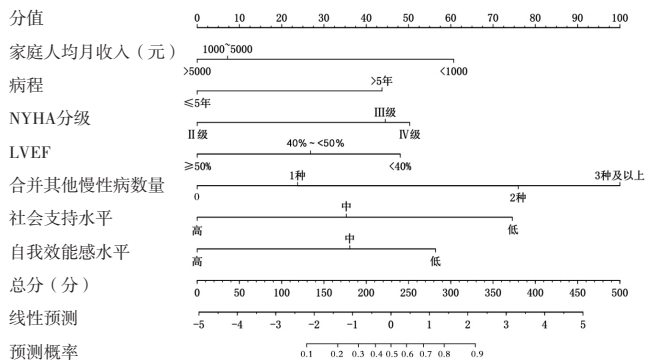 分值 0 10 20 30 40 50 60 70 80 90 100
1000~5000
家庭人均月收入（元）
>5000 <1000
>5年
病程
≤5年
Ⅲ级
NYHA分级
Ⅱ级 Ⅳ级
40%~<50%
LVEF
≥50% <40%
1种 3种及以上
合并其他慢性病数量
0 2种
中
社会支持水平
高 低
中
自我效能感水平
高 低
总分（分）
0 50 100 150 200 250 300 350 400 450 500
线性预测
-5 -4 -3 -2 -1 0 1 2 3 4 5
预测概率
0.1 0.2 0.3 0.4 0.5 0.6 0.7 0.8 0.9